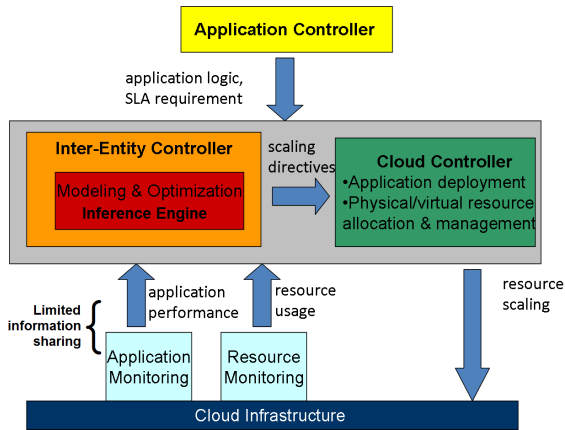 Application Controller
application logic,
SLA requirement
Inter-Entity Controller
Modeling & Optimization
Inference Engine
scaling
directives
Cloud Controller
•Application deployment
•Physical/virtual resource
allocation & management
Limited
information
sharing
application
performance
resource
usage
resource
scaling
Application
Monitoring
Resource
Monitoring
Cloud Infrastructure